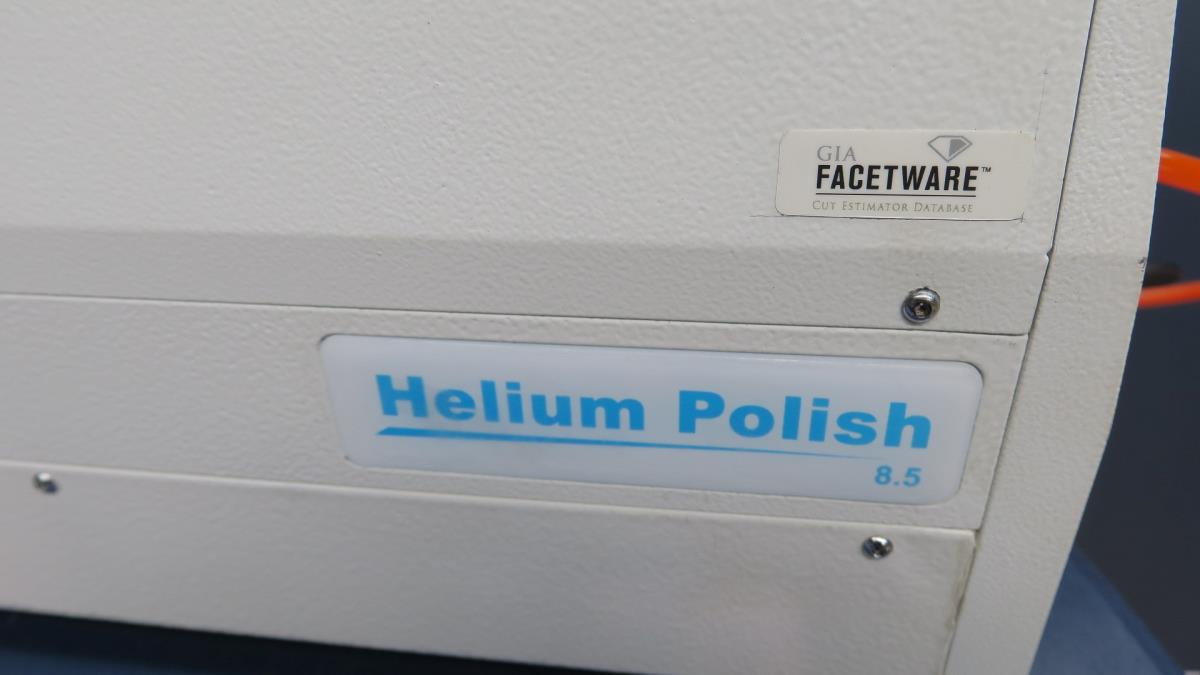 GIA
FACETWARE™
CUT ESTIMATOR DATABASE
Helium Polish
8.5